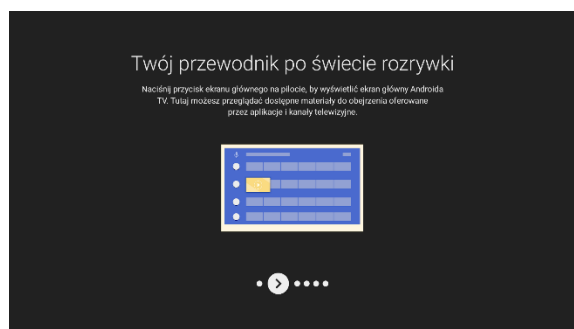 Twój przewodnik po świecie rozrywki
Naciśnij przycisk ekranu głównego na pilocie, by wyświetlić ekran główny Androida
TV. Tutaj możesz przeglądać dostępne materiały do obejrzenia oferowane
przez aplikacje i kanały telewizyjne.